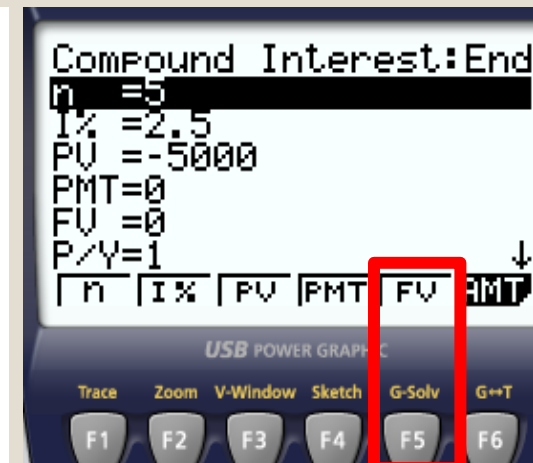 Compound Interest:End
n =5
I% =2.5
PV =-5000
PMT=0
FV =0
P/Y=1 ↓
n I% PV PMT FV AMT
USB POWER GRAPHIC
Trace Zoom V-Window Sketch G-Solv G↔T
F1 F2 F3 F4 F5 F6